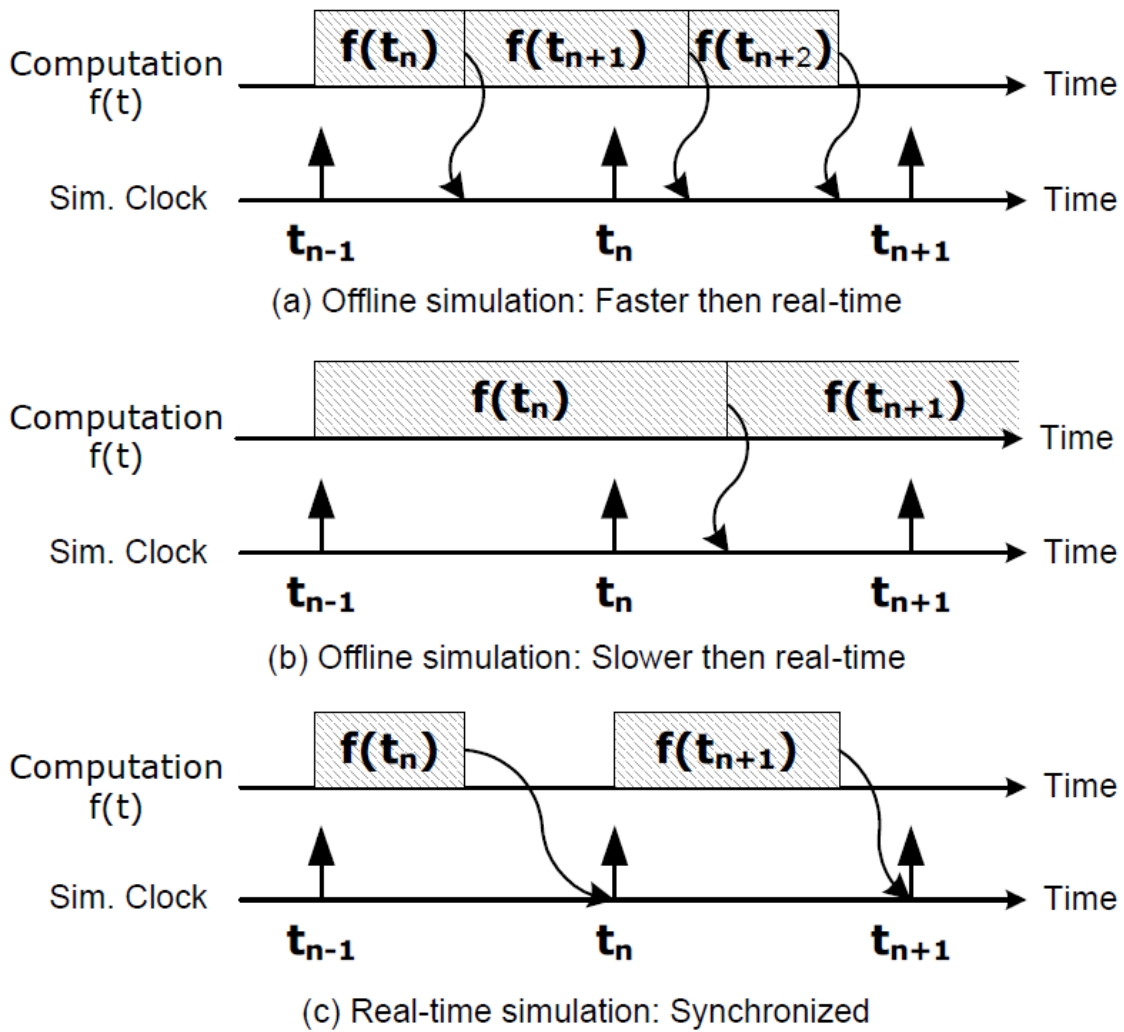 f(tn) f(tn+1) f(tn+2)
Computation
f(t)
Time
Sim. Clock
Time
tn-1 tn tn+1
(a) Offline simulation: Faster then real-time
f(tn) f(tn+1)
Computation
f(t)
Time
Sim. Clock
Time
tn-1 tn tn+1
(b) Offline simulation: Slower then real-time
f(tn) f(tn+1)
Computation
f(t)
Time
Sim. Clock
Time
tn-1 tn tn+1
(c) Real-time simulation: Synchronized